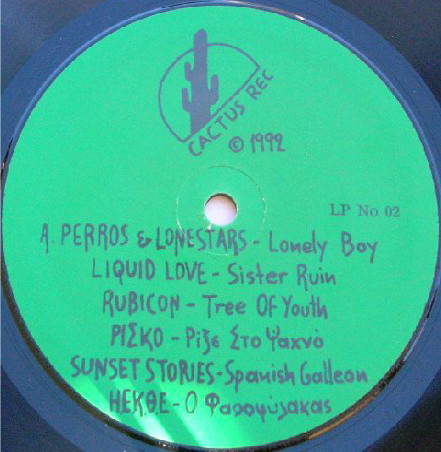 CACTUS REC
© 1992
LP No 02
A. PERROS & LONESTARS - Lonely Boy
LIQUID LOVE - Sister Ruin
RUBICON - Tree Of Youth
ΡΙΣΚΟ - Ρίξε Στο Ψαχνό
SUNSET STORIES - Spanish Galleon
ΗΕΚ.Θ.Ε - Ο Φαροφύλακας